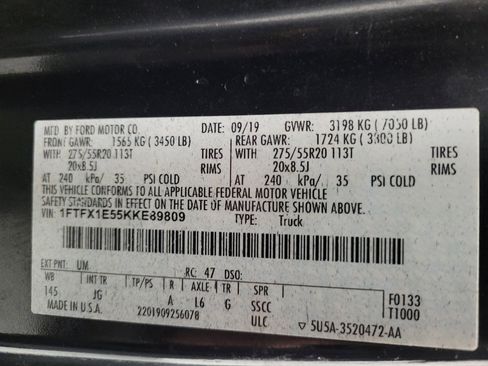 MFD. BY FORD MOTOR CO.
DATE: 09/19 GVWR: 3198 KG ( 7050 LB)
FRONT GAWR: 1565 KG ( 3450 LB) REAR GAWR: 1724 KG ( 3800 LB)
WITH 275/55R20 113T TIRES WITH 275/55R20 113T TIRES
20x8.5J RIMS 20x8.5J RIMS
AT 240 kPa/ 35 PSI COLD AT 240 kPa/ 35 PSI COLD
THIS VEHICLE CONFORMS TO ALL APPLICABLE FEDERAL MOTOR VEHICLE
SAFETY STANDARDS IN EFFECT ON THE DATE OF MANUFACTURE SHOWN ABOVE.
VIN: 1FTFX1E55KKE89809 TYPE: Truck
EXT PNT: UM RC: 47 DSO:
WB INT TR TP/PS R AXLE TR SPR F0133
145 JG A L6 G SSCC T1000
MADE IN U.S.A. 2201909256078 ULC 5U5A-3520472-AA